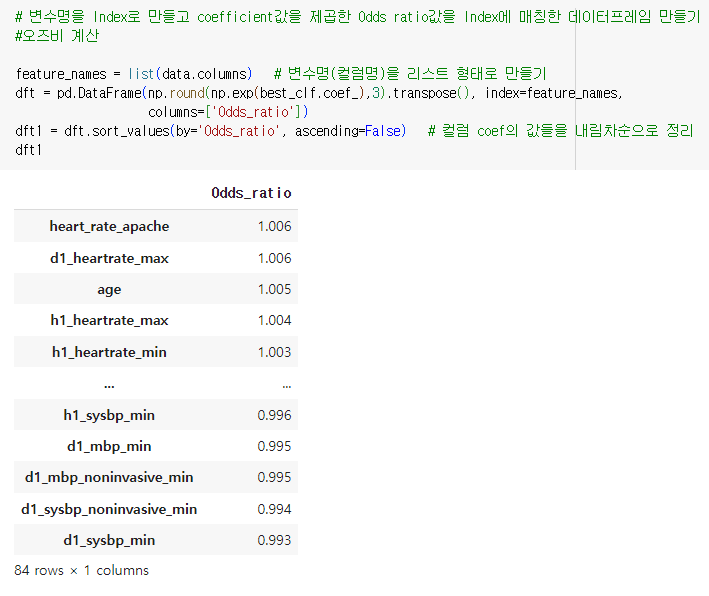 # 변수명을 Index로 만들고 coefficient값을 제곱한 Odds ratio값을 Index에 매칭한 데이터프레임 만들기
#오즈비 계산
feature_names = list(data.columns)   # 변수명(컬럼명)을 리스트 형태로 만들기
dft = pd.DataFrame(np.round(np.exp(best_clf.coef_),3).transpose(), index=feature_names,
columns=['Odds_ratio'])
dft1 = dft.sort_values(by='Odds_ratio', ascending=False)   # 컬럼 coef의 값들을 내림차순으로 정리
dft1
Odds_ratio
heart_rate_apache 1.006
d1_heartrate_max 1.006
age 1.005
h1_heartrate_max 1.004
h1_heartrate_min 1.003
... ...
h1_sysbp_min 0.996
d1_mbp_min 0.995
d1_mbp_noninvasive_min 0.995
d1_sysbp_noninvasive_min 0.994
d1_sysbp_min 0.993
84 rows × 1 columns